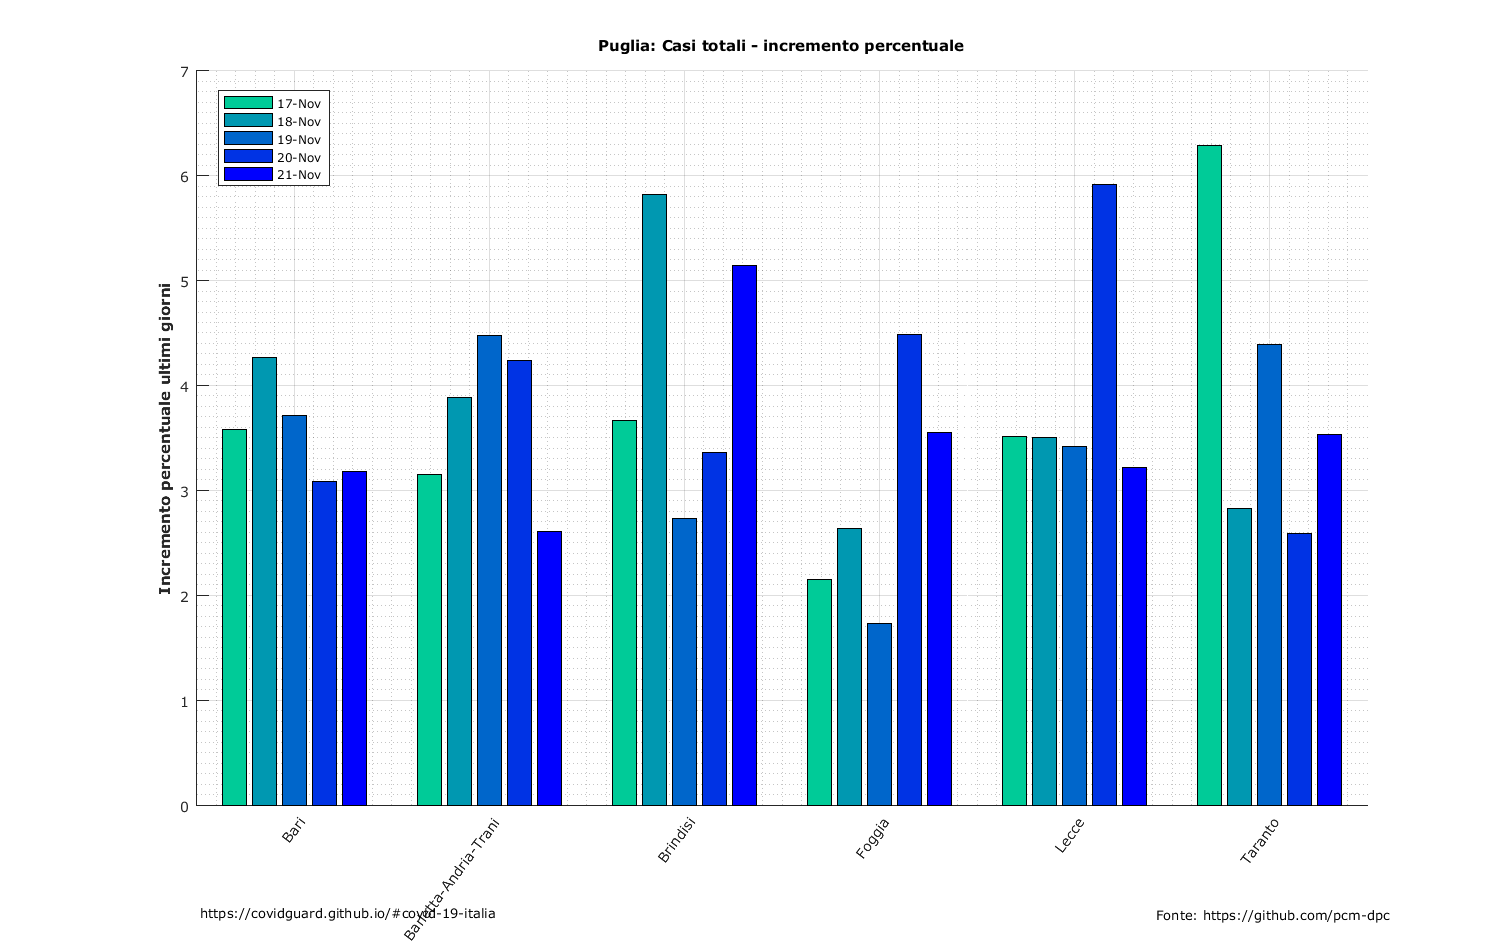 Puglia: Casi totali - incremento percentuale
7
6
5
4
3
2
1
0
Incremento percentuale ultimi giorni
17-Nov
18-Nov
19-Nov
20-Nov
21-Nov
Bari
Barletta-Andria-Trani
Brindisi
Foggia
Lecce
Taranto
https://covidguard.github.io/#covid-19-italia
Fonte: https://github.com/pcm-dpc